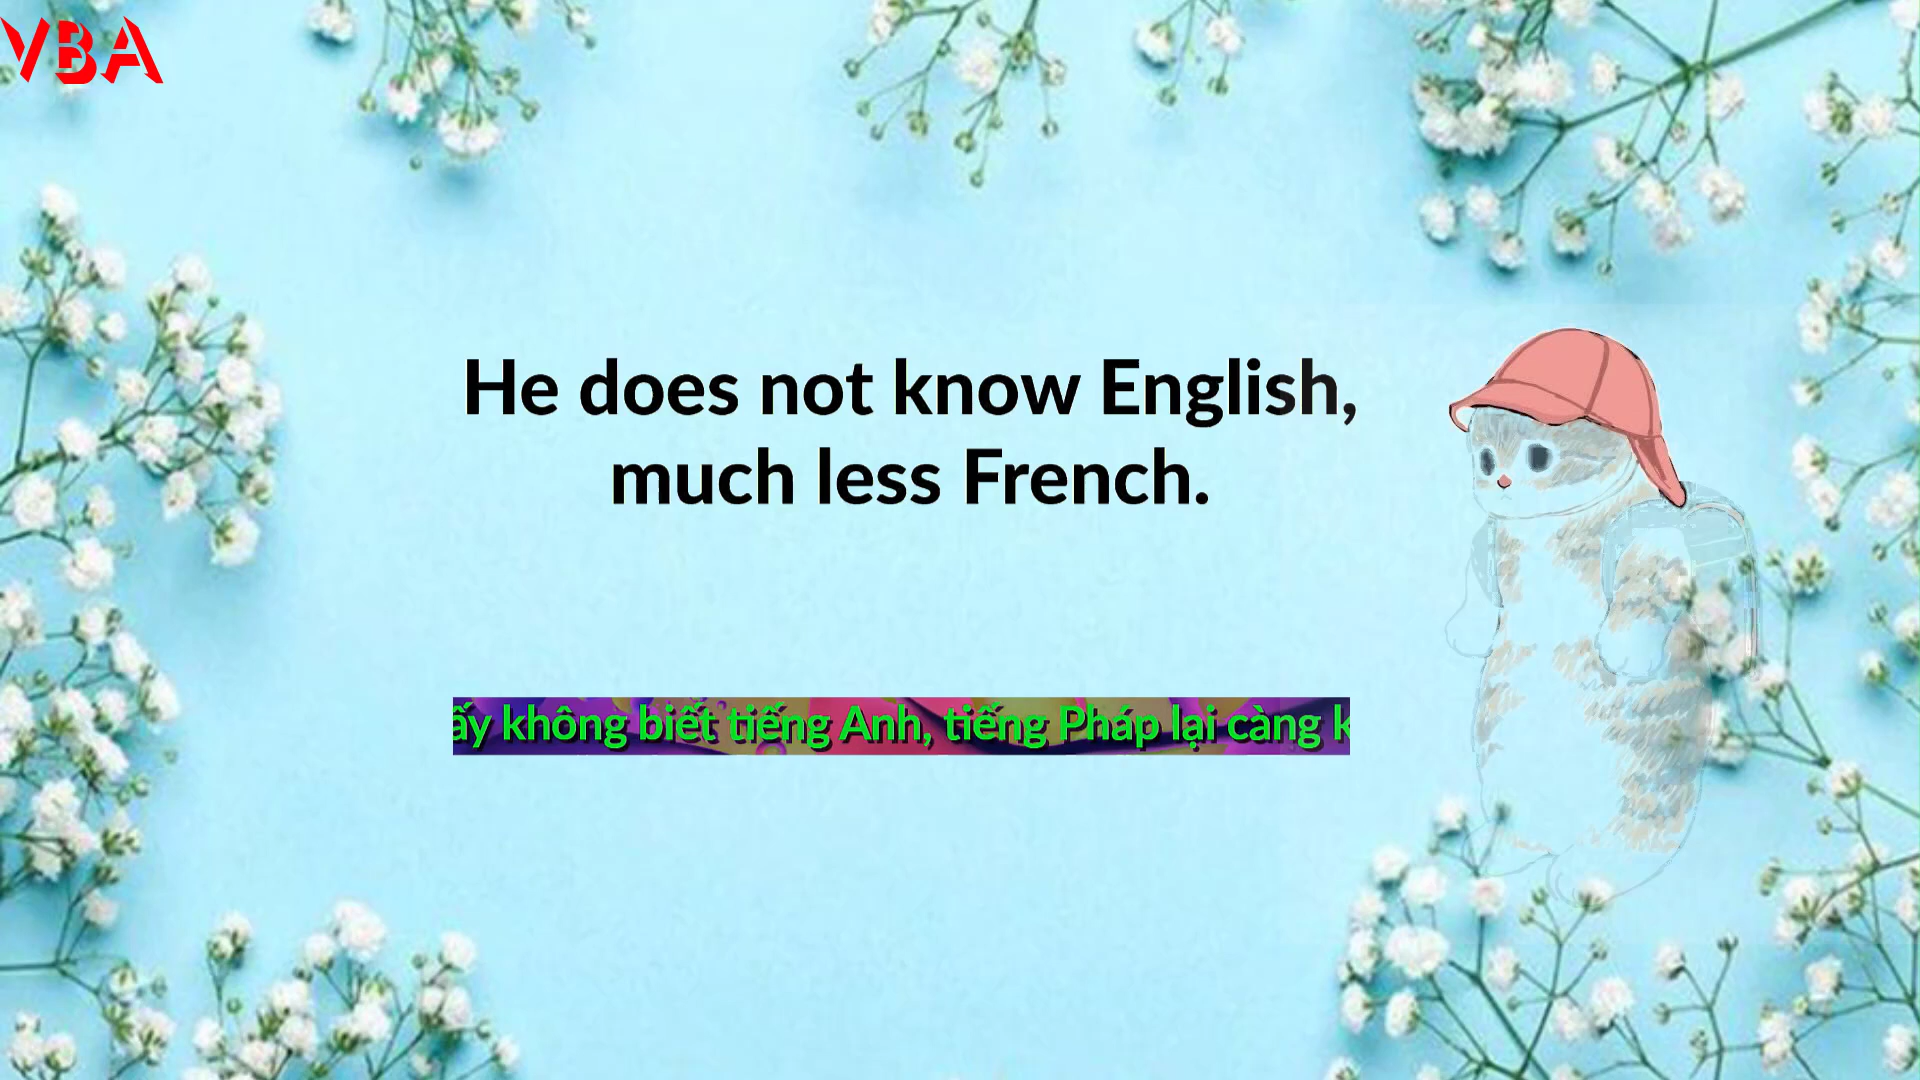 VBA
He does not know English,
much less French.
ấy không biết tiếng Anh, tiếng Pháp lại càng